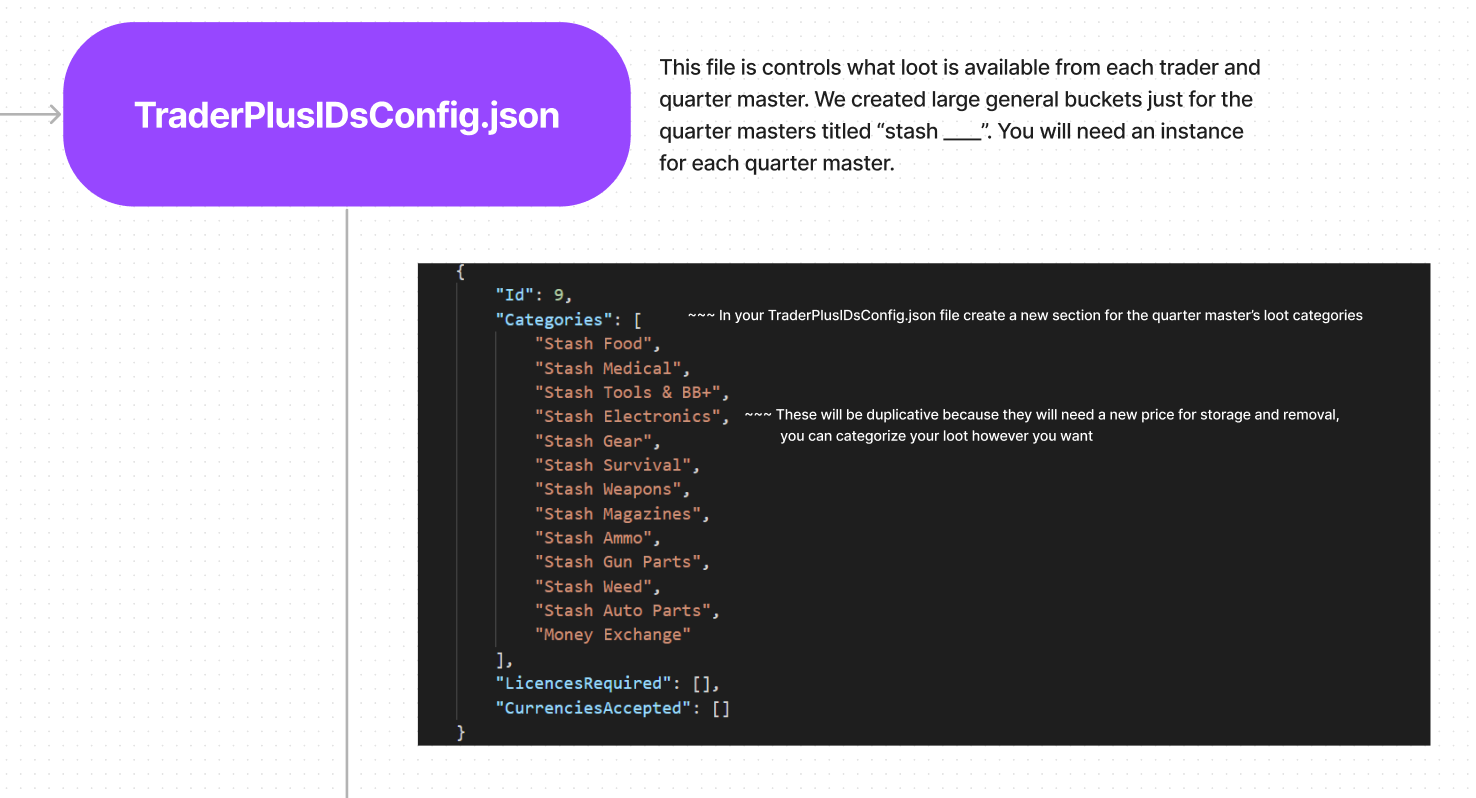 TraderPlusIDsConfig.json
This file is controls what loot is available from each trader and
quarter master. We created large general buckets just for the
quarter masters titled “stash ____”. You will need an instance
for each quarter master.
{
"Id": 9,
"Categories": [
~~~ In your TraderPlusIDsConfig.json file create a new section for the quarter master’s loot categories
"Stash Food",
"Stash Medical",
"Stash Tools & BB+",
"Stash Electronics",
~~~ These will be duplicative because they will need a new price for storage and removal,
you can categorize your loot however you want
"Stash Gear",
"Stash Survival",
"Stash Weapons",
"Stash Magazines",
"Stash Ammo",
"Stash Gun Parts",
"Stash Weed",
"Stash Auto Parts",
"Money Exchange"
],
"LicencesRequired": [],
"CurrenciesAccepted": []
}